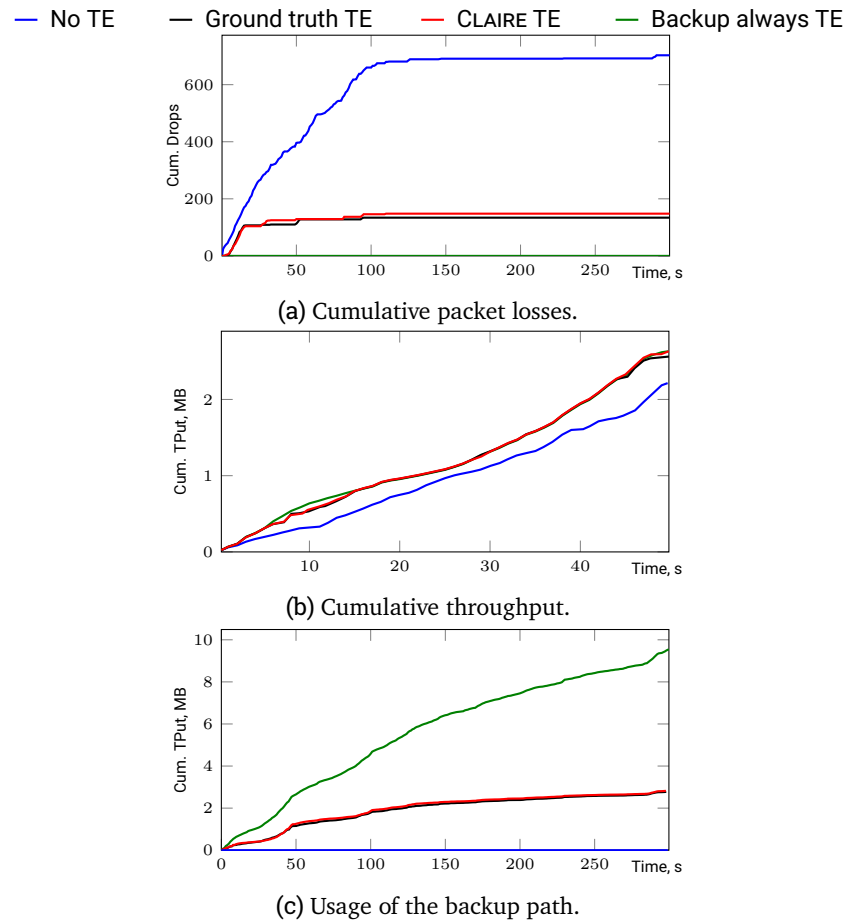 No TE Ground truth TE CLAIRE TE Backup always TE
600
400
200
0
Cum. Drops
50 100 150 200 250 Time, s
(a) Cumulative packet losses.
2
1
0
Cum. TPut, MB
10 20 30 40 Time, s
(b) Cumulative throughput.
10
8
6
4
2
0
Cum. TPut, MB
0 50 100 150 200 250 Time, s
(c) Usage of the backup path.